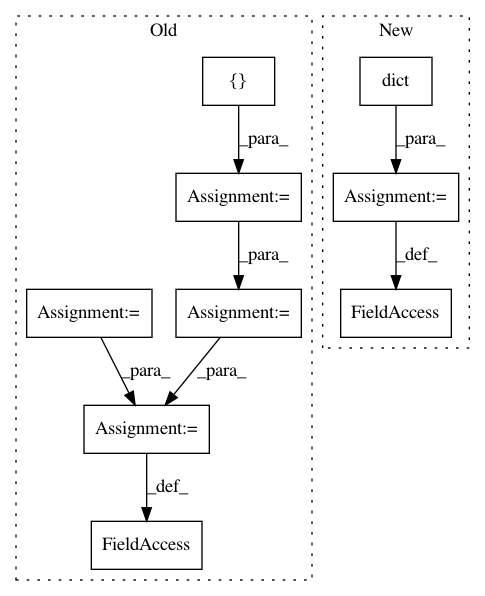 Old
New
{}
dict
_para_
_para_
Assignment:=
Assignment:=
_para_
_def_
Assignment:=
Assignment:=
FieldAccess
_para_
_para_
Assignment:=
_def_
FieldAccess